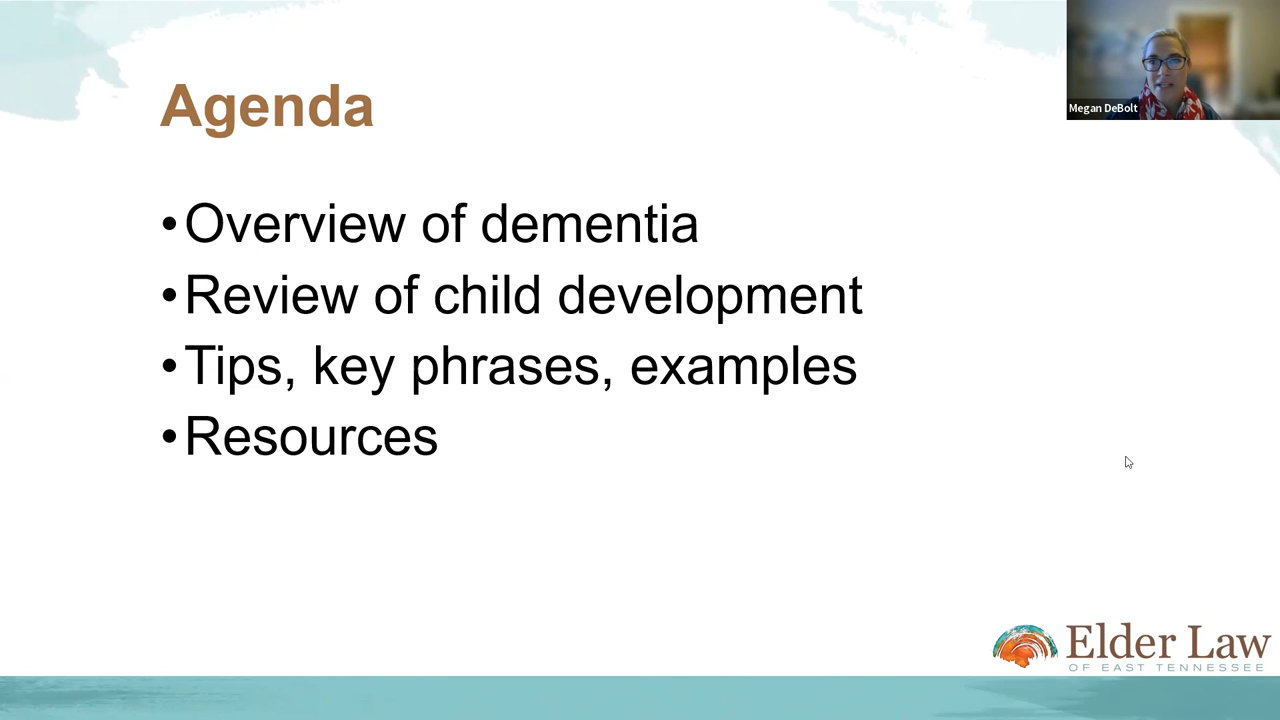 Agenda
Megan DeBolt
•Overview of dementia
•Review of child development
•Tips, key phrases, examples
•Resources
Elder Law
OF EAST TENNESSEE